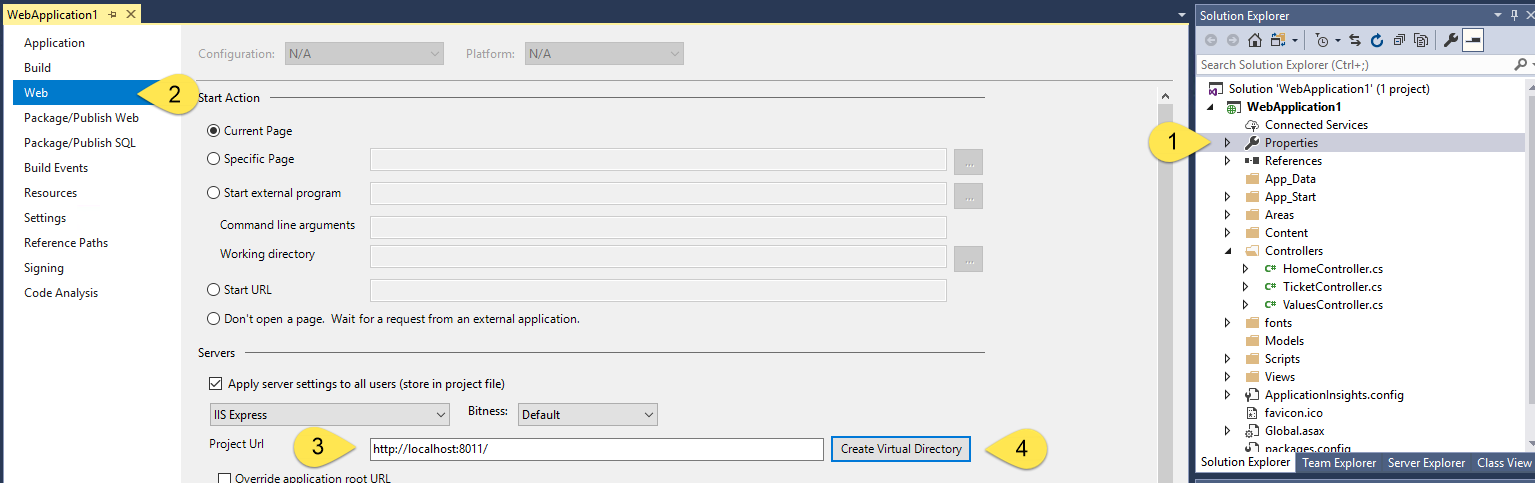 WebApplication1
Application
Build
Web
Package/Publish Web
Package/Publish SQL
Build Events
Resources
Settings
Reference Paths
Signing
Code Analysis
2
Configuration: N/A Platform: N/A
Start Action
Current Page
Specific Page ...
Start external program ...
Command line arguments
Working directory ...
Start URL
Don't open a page. Wait for a request from an external application.
Servers
Apply server settings to all users (store in project file)
IIS Express Bitness: Default
Project Url 3 http://localhost:8011/ Create Virtual Directory 4
Override application root URL
Solution Explorer
Search Solution Explorer (Ctrl+;)
Solution 'WebApplication1' (1 project)
WebApplication1
Connected Services
1 Properties
References
App_Data
App_Start
Areas
Content
Controllers
C# HomeController.cs
C# TicketController.cs
C# ValuesController.cs
fonts
Models
Scripts
Views
ApplicationInsights.config
favicon.ico
Global.asax
packages.config
Solution Explorer Team Explorer Server Explorer Class View